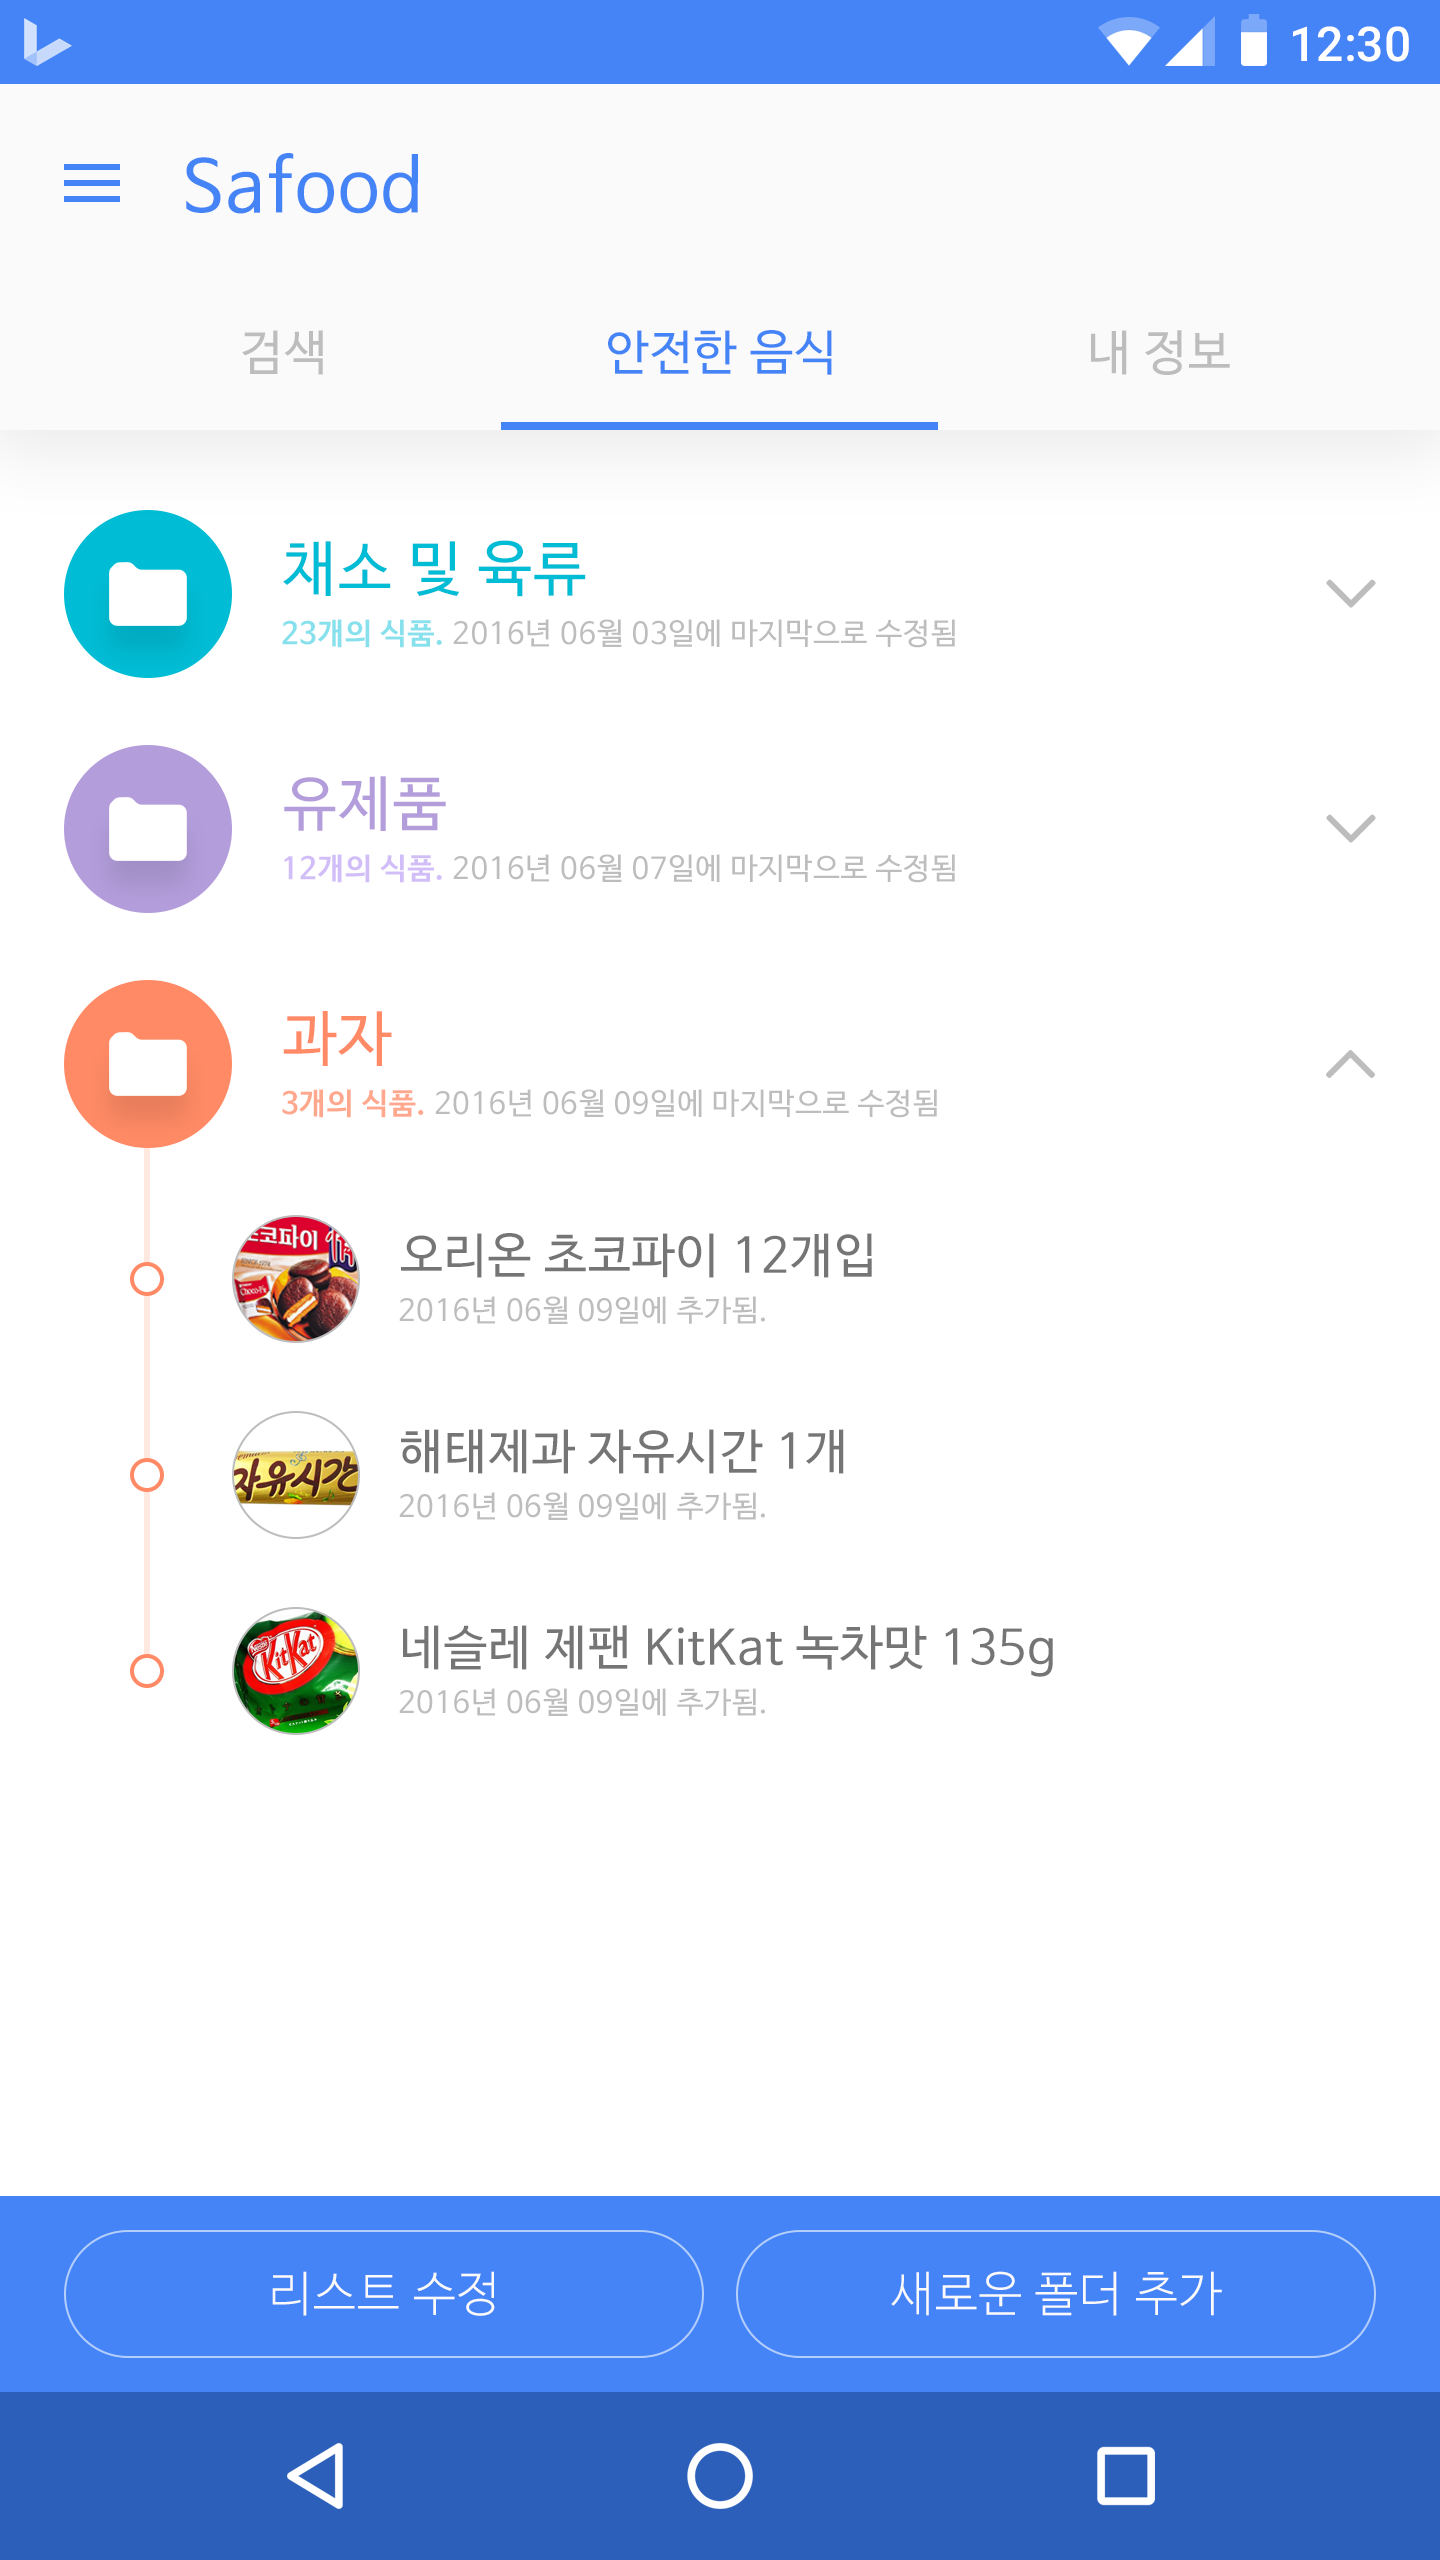 12:30
Safood
검색 안전한 음식 내 정보
채소 및 육류
23개의 식품. 2016년 06월 03일에 마지막으로 수정됨
유제품
12개의 식품. 2016년 06월 07일에 마지막으로 수정됨
과자
3개의 식품. 2016년 06월 09일에 마지막으로 수정됨
코파이
오리온 초코파이 12개입
2016년 06월 09일에 추가됨.
자유시간
해태제과 자유시간 1개
2016년 06월 09일에 추가됨.
KitKat
네슬레 제팬 KitKat 녹차맛 135g
2016년 06월 09일에 추가됨.
리스트 수정 새로운 폴더 추가